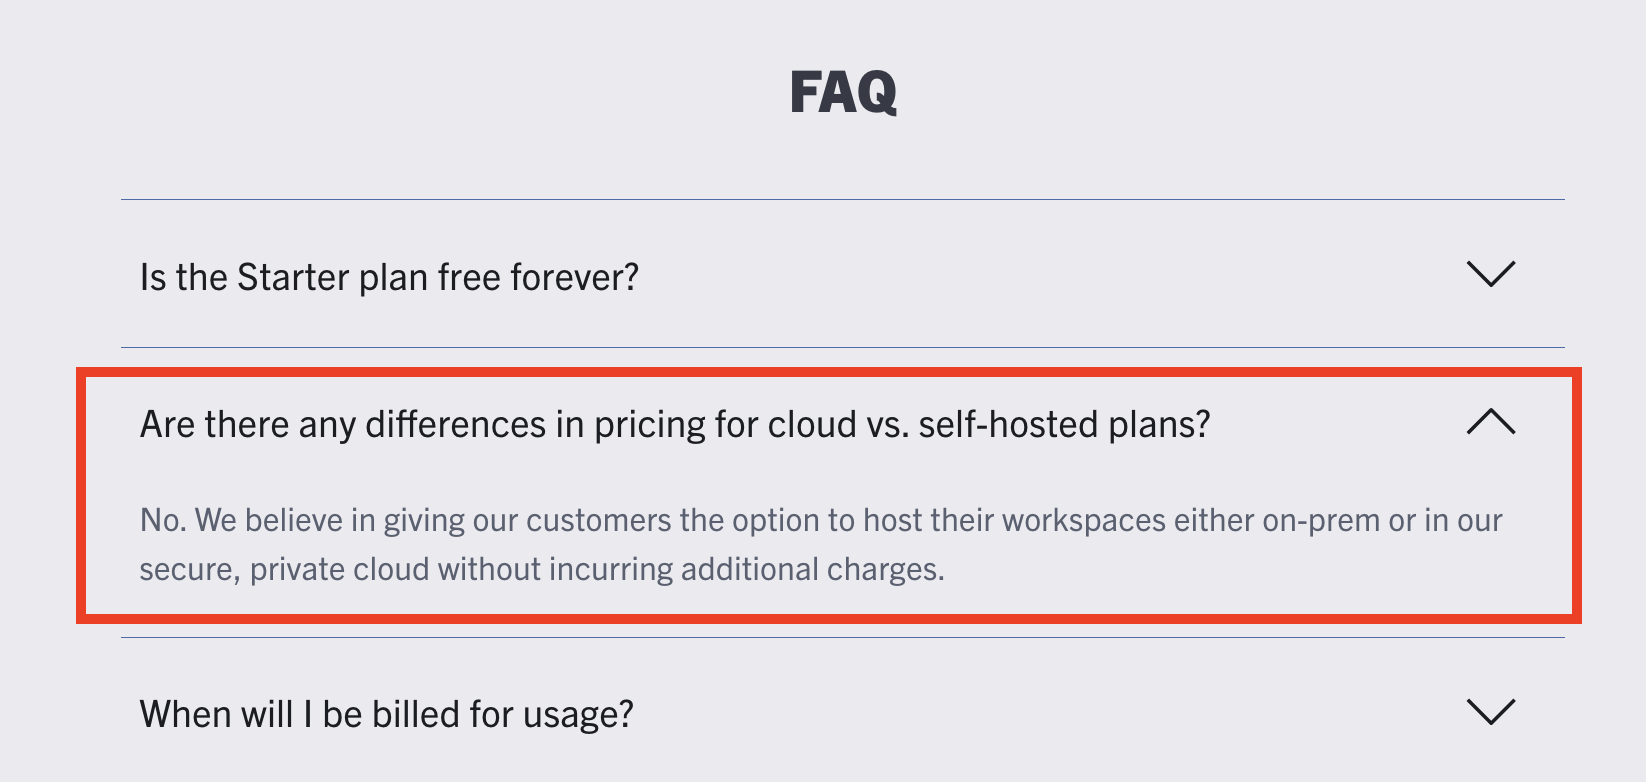 FAQ
Is the Starter plan free forever?
Are there any differences in pricing for cloud vs. self-hosted plans?
No. We believe in giving our customers the option to host their workspaces either on-prem or in our
secure, private cloud without incurring additional charges.
When will I be billed for usage?